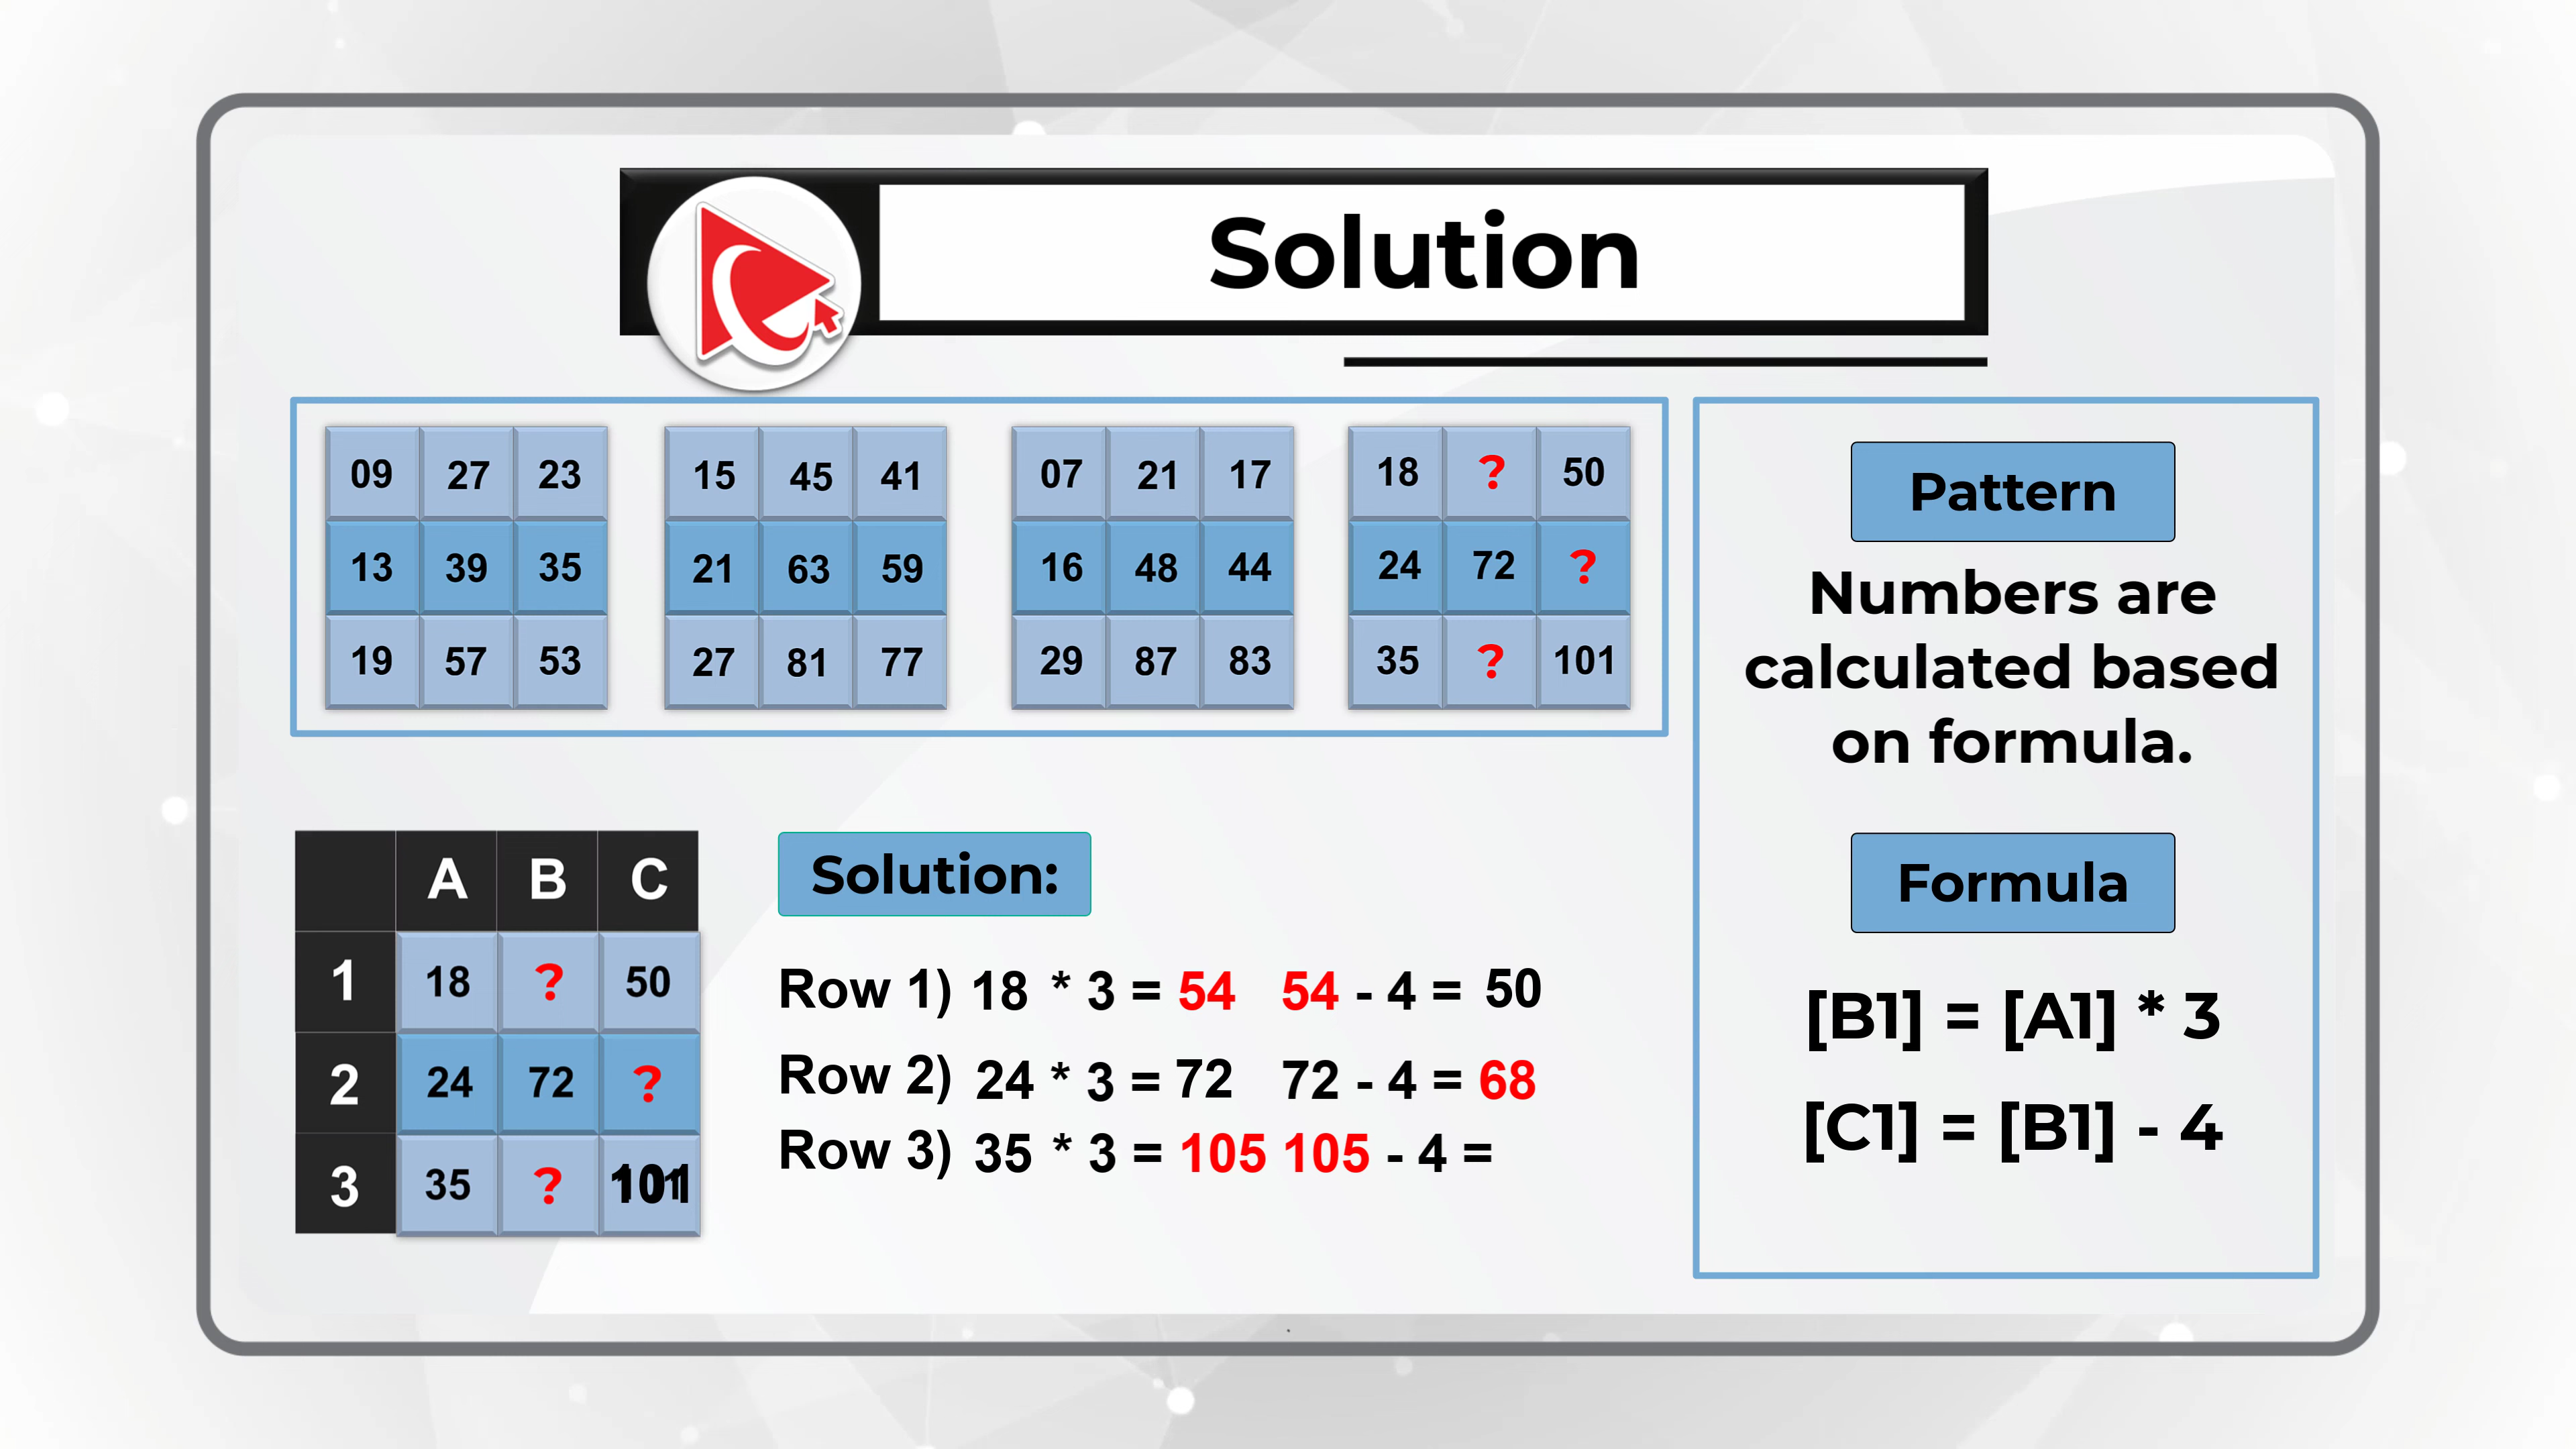 Solution
09 27 23
13 39 35
19 57 53
15 45 41
21 63 59
27 81 77
07 21 17
16 48 44
29 87 83
18 ? 50
24 72 ?
35 ? 101
Pattern
Numbers are
calculated based
on formula.
Formula
[B1] = [A1] * 3
[C1] = [B1] - 4
A B C
1 18 ? 50
2 24 72 ?
3 35 ? 101
Solution:
Row 1) 18 * 3 = 54 54 - 4 = 50
Row 2) 24 * 3 = 72 72 - 4 = 68
Row 3) 35 * 3 = 105 105 - 4 =